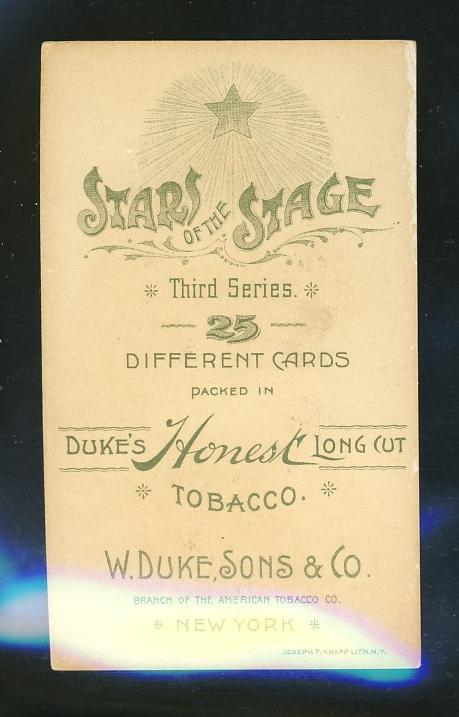 STARS OF THE STAGE
Third Series.
25
DIFFERENT CARDS
PACKED IN
DUKE'S Honest LONG CUT
TOBACCO.
W. DUKE, SONS & CO.
BRANCH OF THE AMERICAN TOBACCO CO.
NEW YORK
JOSEPH P. KNAPP LITH. N.Y.